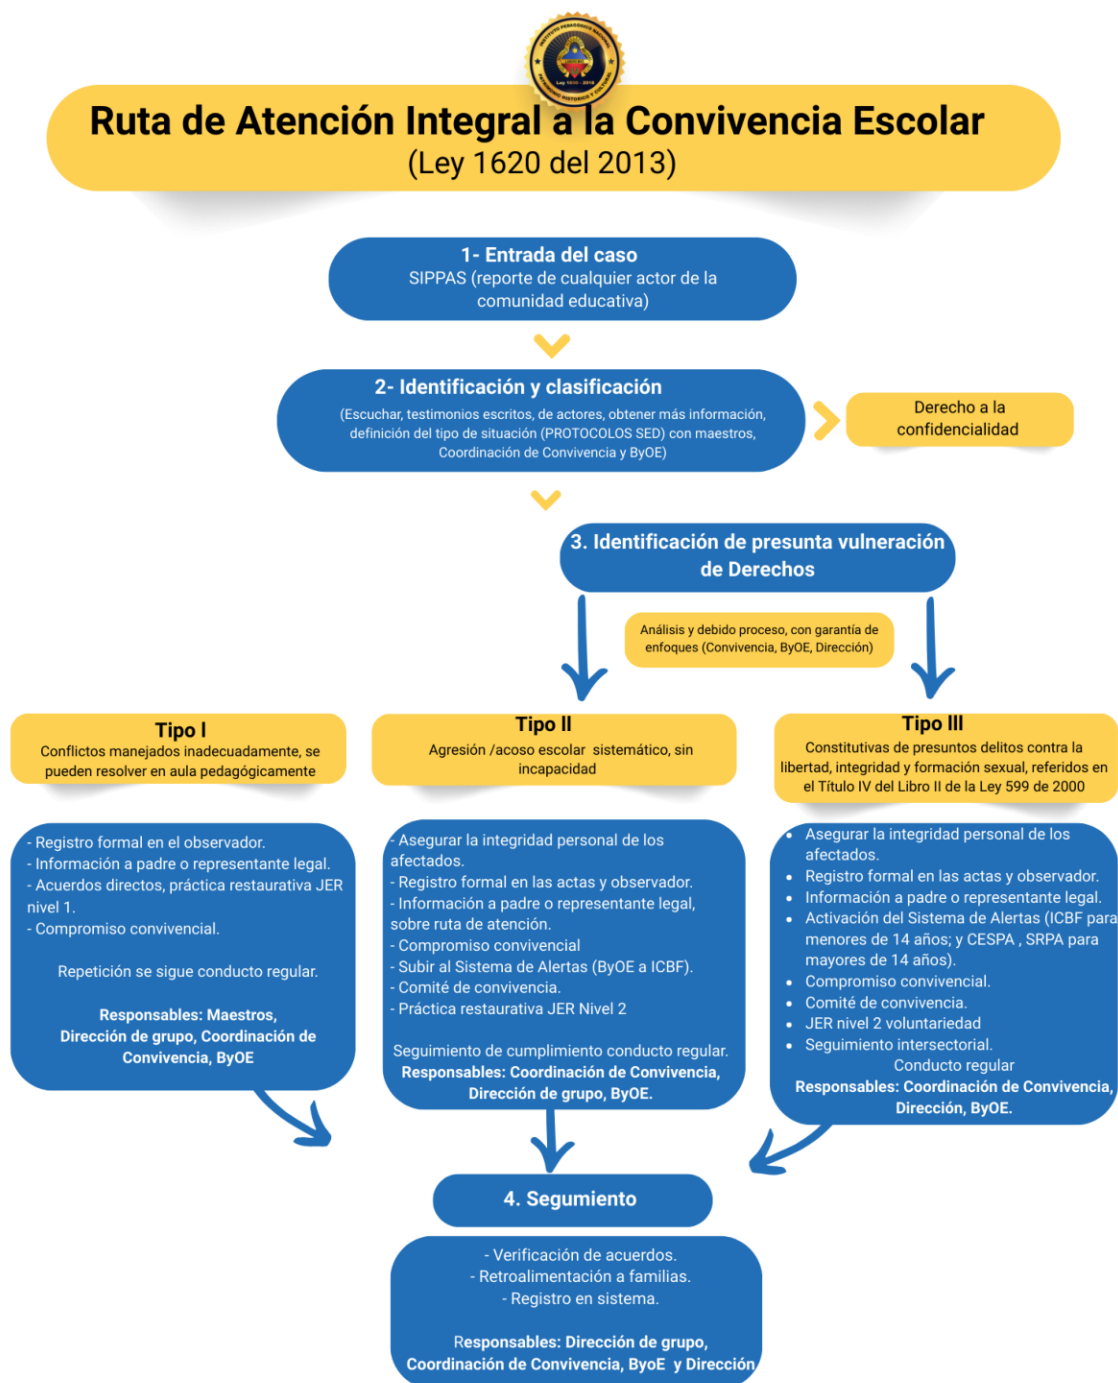 INSTITUTO PEDAGÓGICO NACIONAL
PATRIMONIO HISTÓRICO Y CULTURAL
Ruta de Atención Integral a la Convivencia Escolar
(Ley 1620 del 2013)
1- Entrada del caso
SIPPAS (reporte de cualquier actor de la
comunidad educativa)
2- Identificación y clasificación
(Escuchar, testimonios escritos, de actores, obtener más información,
definición del tipo de situación (PROTOCOLOS SED) con maestros,
Coordinación de Convivencia y ByOE)
Derecho a la
confidencialidad
3. Identificación de presunta vulneración
de Derechos
Análisis y debido proceso, con garantía de
enfoques (Convivencia, ByOE, Dirección)
Tipo I
Conflictos manejados inadecuadamente, se
pueden resolver en aula pedagógicamente
- Registro formal en el observador.
- Información a padre o representante legal.
- Acuerdos directos, práctica restaurativa JER
nivel 1.
- Compromiso convivencial.
Repetición se sigue conducto regular.
Responsables: Maestros,
Dirección de grupo, Coordinación de
Convivencia, ByOE
Tipo II
Agresión /acoso escolar sistemático, sin
incapacidad
- Asegurar la integridad personal de los
afectados.
- Registro formal en las actas y observador.
- Información a padre o representante legal,
sobre ruta de atención.
- Compromiso convivencial
- Subir al Sistema de Alertas (ByOE a ICBF).
- Comité de convivencia.
- Práctica restaurativa JER Nivel 2
Seguimiento de cumplimiento conducto regular.
Responsables: Coordinación de Convivencia,
Dirección de grupo, ByOE.
Tipo III
Constitutivas de presuntos delitos contra la
libertad, integridad y formación sexual, referidos en
el Título IV del Libro II de la Ley 599 de 2000
• Asegurar la integridad personal de los
afectados.
• Registro formal en las actas y observador.
• Información a padre o representante legal.
• Activación del Sistema de Alertas (ICBF para
menores de 14 años; y CESPA , SRPA para
mayores de 14 años).
• Compromiso convivencial.
• Comité de convivencia.
• JER nivel 2 voluntariedad
• Seguimiento intersectorial.
Conducto regular
Responsables: Coordinación de Convivencia,
Dirección, ByOE.
4. Segumiento
- Verificación de acuerdos.
- Retroalimentación a familias.
- Registro en sistema.
Responsables: Dirección de grupo,
Coordinación de Convivencia, ByoE y Dirección